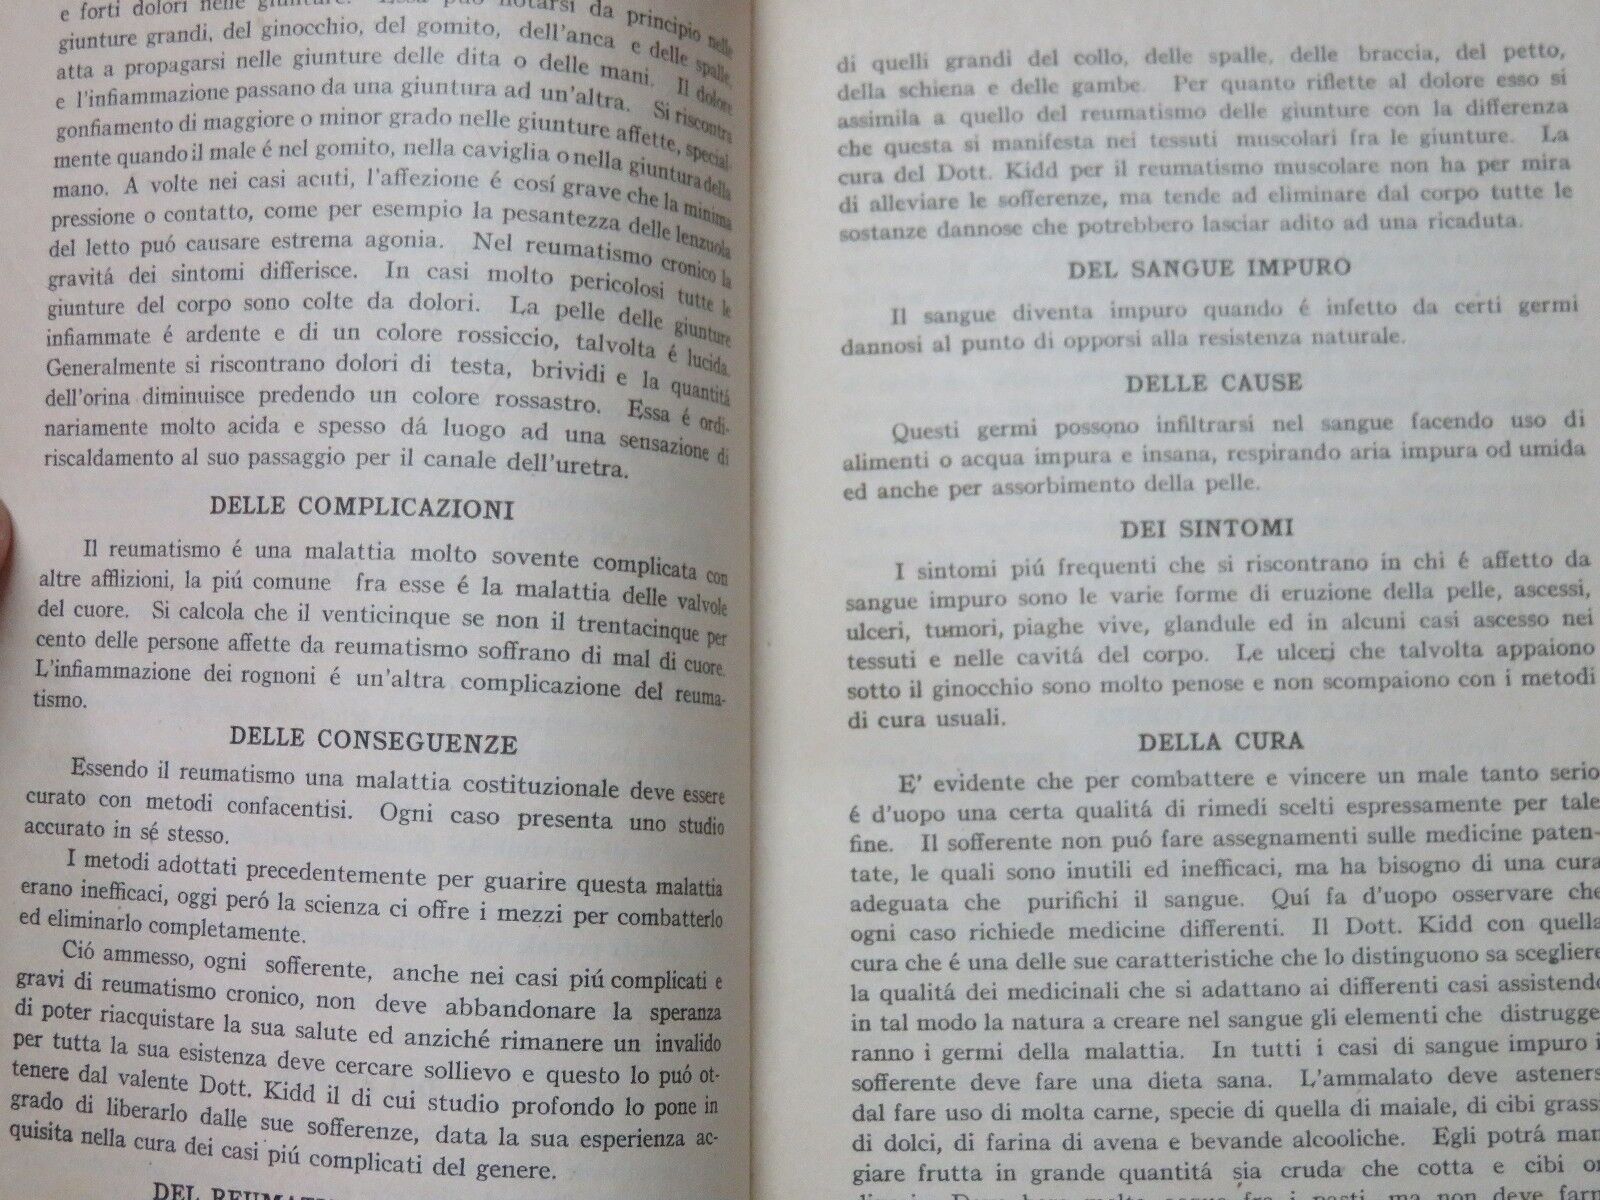 e forti dolori nelle giunture. Essa può notarsi da principio nelle
giunture grandi, del ginocchio, del gomito, dell'anca e delle spalle,
atta a propagarsi nelle giunture delle dita o delle mani. Il dolore
e l'infiammazione passano da una giuntura ad un'altra. Si riscontra
gonfiamento di maggiore o minor grado nelle giunture affette, special-
mente quando il male é nel gomito, nella caviglia o nella giuntura della
mano. A volte nei casi acuti, l'affezione é cosí grave che la minima
pressione o contatto, come per esempio la pesantezza delle lenzuola
del letto puó causare estrema agonia. Nel reumatismo cronico la
gravitá dei sintomi differisce. In casi molto pericolosi tutte le
giunture del corpo sono colte da dolori. La pelle delle giunture
infiammate é ardente e di un colore rossiccio, talvolta é lucida.
Generalmente si riscontrano dolori di testa, brividi e la quantitá
dell'orina diminuisce predendo un colore rossastro. Essa é ordi-
nariamente molto acida e spesso dá luogo ad una sensazione di
riscaldamento al suo passaggio per il canale dell'uretra.
DELLE COMPLICAZIONI
Il reumatismo é una malattia molto sovente complicata con
altre afflizioni, la piú comune fra esse é la malattia delle valvole
del cuore. Si calcola che il venticinque se non il trentacinque per
cento delle persone affette da reumatismo soffrano di mal di cuore.
L'infiammazione dei rognoni é un'altra complicazione del reuma-
tismo.
DELLE CONSEGUENZE
Essendo il reumatismo una malattia costituzionale deve essere
curato con metodi confacentisi. Ogni caso presenta uno studio
accurato in sé stesso.
I metodi adottati precedentemente per guarire questa malattia
erano inefficaci, oggi peró la scienza ci offre i mezzi per combatterlo
ed eliminarlo completamente.
Ció ammesso, ogni sofferente, anche nei casi piú complicati e
gravi di reumatismo cronico, non deve abbandonare la speranza
di poter riacquistare la sua salute ed anziché rimanere un invalido
per tutta la sua esistenza deve cercare sollievo e questo lo puó ot-
tenere dal valente Dott. Kidd il di cui studio profondo lo pone in
grado di liberarlo dalle sue sofferenze, data la sua esperienza ac-
quisita nella cura dei casi piú complicati del genere.
DEL
di quelli grandi del collo, delle spalle, delle braccia, del petto,
della schiena e delle gambe. Per quanto riflette al dolore esso si
assimila a quello del reumatismo delle giunture con la differenza
che questa si manifesta nei tessuti muscolari fra le giunture. La
cura del Dott. Kidd per il reumatismo muscolare non ha per mira
di alleviare le sofferenze, ma tende ad eliminare dal corpo tutte le
sostanze dannose che potrebbero lasciar adito ad una ricaduta.
DEL SANGUE IMPURO
Il sangue diventa impuro quando é infetto da certi germi
dannosi al punto di opporsi alla resistenza naturale.
DELLE CAUSE
Questi germi possono infiltrarsi nel sangue facendo uso di
alimenti o acqua impura e insana, respirando aria impura od umida
ed anche per assorbimento della pelle.
DEI SINTOMI
I sintomi piú frequenti che si riscontrano in chi é affetto da
sangue impuro sono le varie forme di eruzione della pelle, ascessi,
ulceri, tumori, piaghe vive, glandule ed in alcuni casi ascesso nei
tessuti e nelle cavitá del corpo. Le ulceri che talvolta appaiono
sotto il ginocchio sono molto penose e non scompaiono con i metodi
di cura usuali.
DELLA CURA
E' evidente che per combattere e vincere un male tanto serio
é d'uopo una certa qualitá di rimedi scelti espressamente per tale
fine. Il sofferente non puó fare assegnamenti sulle medicine paten-
tate, le quali sono inutili ed inefficaci, ma ha bisogno di una cura
adeguata che purifichi il sangue. Quí fa d'uopo osservare che
ogni caso richiede medicine differenti. Il Dott. Kidd con quella
cura che é una delle sue caratteristiche che lo distinguono sa scegliere
la qualitá dei medicinali che si adattano ai differenti casi assistendo
in tal modo la natura a creare nel sangue gli elementi che distrugge-
ranno i germi della malattia. In tutti i casi di sangue impuro i
sofferente deve fare una dieta sana. L'ammalato deve asteners
dal fare uso di molta carne, specie di quella di maiale, di cibi grass
di dolci, di farina di avena e bevande alcooliche. Egli potrá man
giare frutta in grande quantitá sia cruda che cotta e cibi or